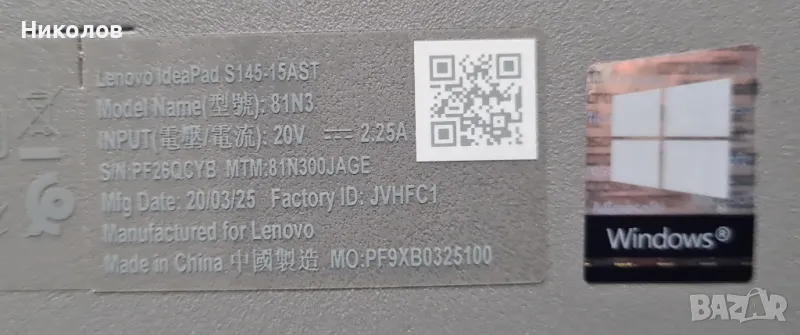 Николов
Lenovo IdeaPad S145-15AST
Model Name(型號): 81N3
INPUT(電壓/電流): 20V ⎓ 2.25A
S/N:PF26QCYB MTM:81N300JAGE
Mfg Date: 20/03/25 Factory ID: JVHFC1
Manufactured for Lenovo
Made in China 中國製造 MO:PF9XB0325100
Windows®
BAZAR